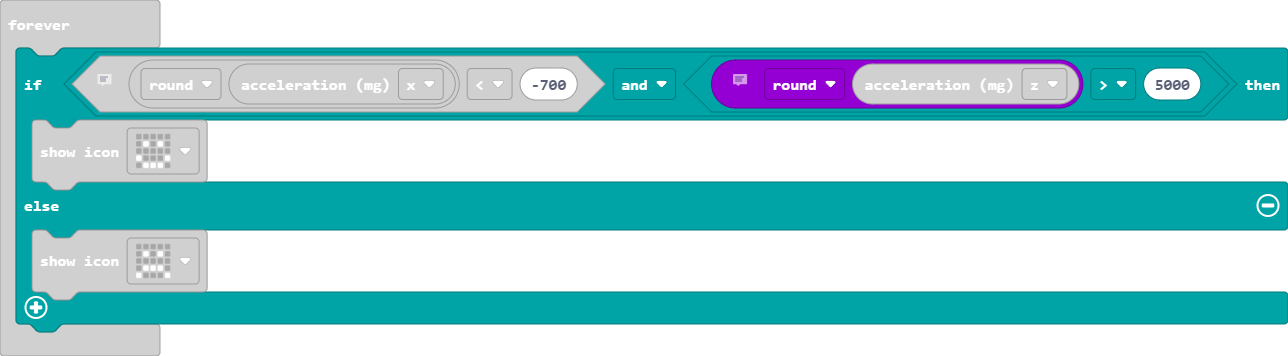 forever
if round acceleration (mg) x < -700 and round acceleration (mg) z > 5000 then
show icon
else
show icon